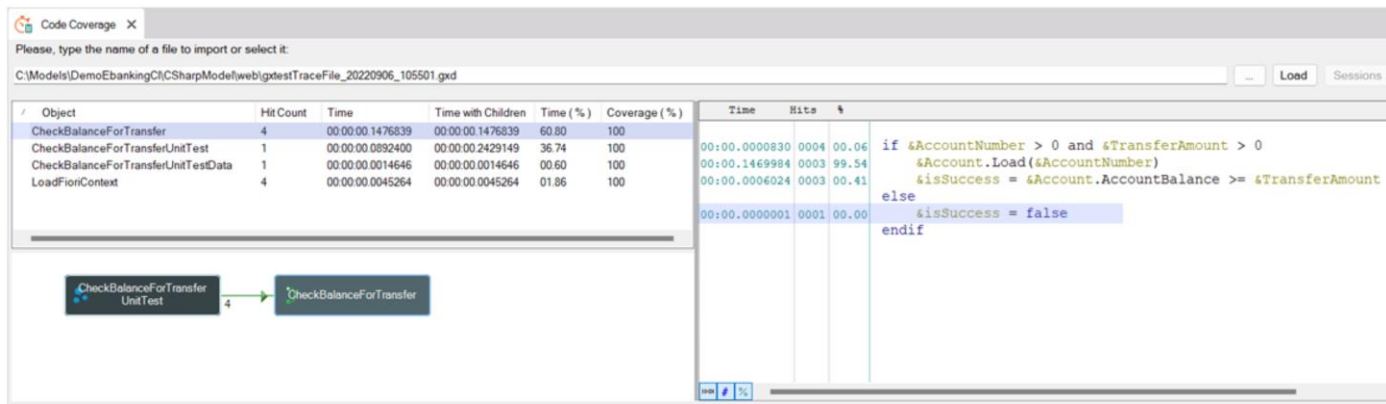 Code Coverage X
Please, type the name of a file to import or select it:
C:\Models\DemoEbankingCI\CSharpModel\web\gxtestTraceFile_20220906_105501.gxd ... Load Sessions
/ Object Hit Count Time Time with Children Time (%) Coverage (%)
CheckBalanceForTransfer 4 00:00:00.1476839 00:00:00.1476839 60.80 100
CheckBalanceForTransferUnitTest 1 00:00:00.0892400 00:00:00.2429149 36.74 100
CheckBalanceForTransferUnitTestData 1 00:00:00.0014646 00:00:00.0014646 00.60 100
LoadFioriContext 4 00:00:00.0045264 00:00:00.0045264 01.86 100
CheckBalanceForTransfer
UnitTest
4
CheckBalanceForTransfer
Time Hits %
00:00.0000830 0004 00.06 if &AccountNumber > 0 and &TransferAmount > 0
00:00.1469984 0003 99.54 &Account.Load(&AccountNumber)
00:00.0006024 0003 00.41 &isSuccess = &Account.AccountBalance >= &TransferAmount
else
00:00.0000001 0001 00.00 &isSuccess = false
endif
# %